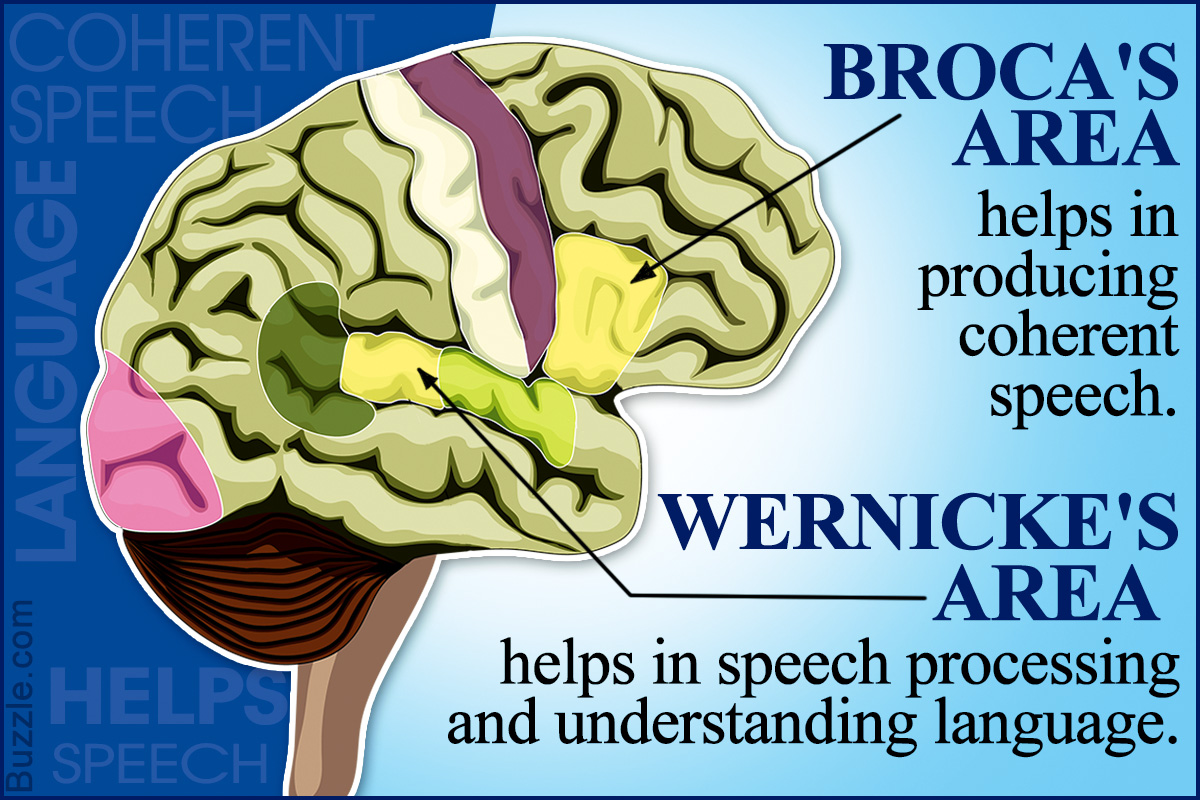 COHERENT
SPEECH
LANGUAGE
BROCA'S
AREA
helps in
producing
coherent
speech.
WERNICKE'S
AREA
helps in speech processing
and understanding language.
HELPS
SPEECH
Buzzle.com